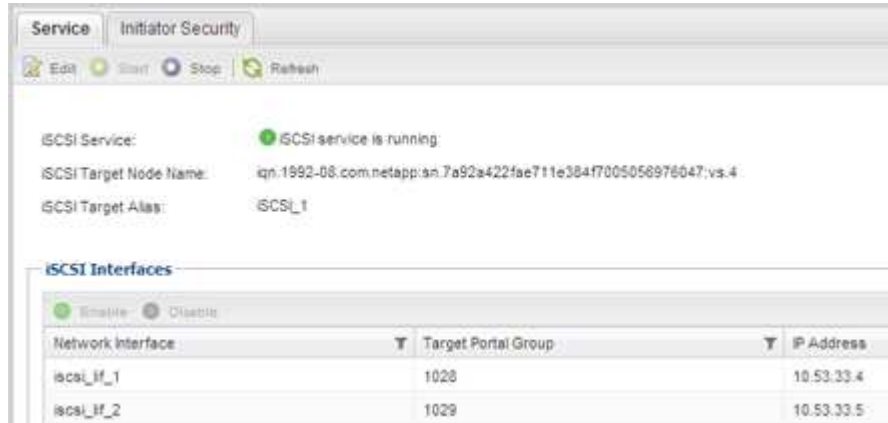 Service Initiator Security
Edit Start Stop Refresh
iSCSI Service: iSCSI service is running
iSCSI Target Node Name: iqn.1992-08.com.netapp:sn.7a92a422fae711e384f7005056976047:vs.4
iSCSI Target Alias: iSCSI_1
iSCSI Interfaces
Enable Disable
Network Interface Target Portal Group IP Address
iscsi_lif_1 1028 10.53.33.4
iscsi_lif_2 1029 10.53.33.5